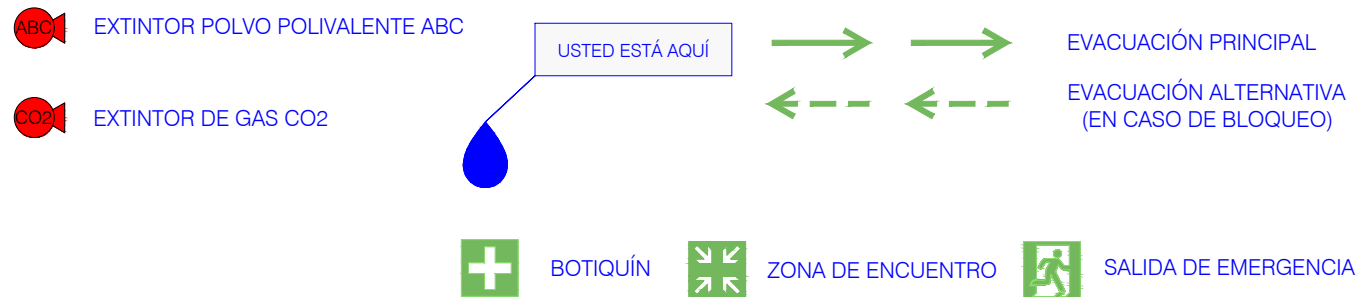 ABC
EXTINTOR POLVO POLIVALENTE ABC
USTED ESTÁ AQUÍ
EVACUACIÓN PRINCIPAL
EVACUACIÓN ALTERNATIVA
(EN CASO DE BLOQUEO)
CO2
EXTINTOR DE GAS CO2
BOTIQUÍN
ZONA DE ENCUENTRO
SALIDA DE EMERGENCIA